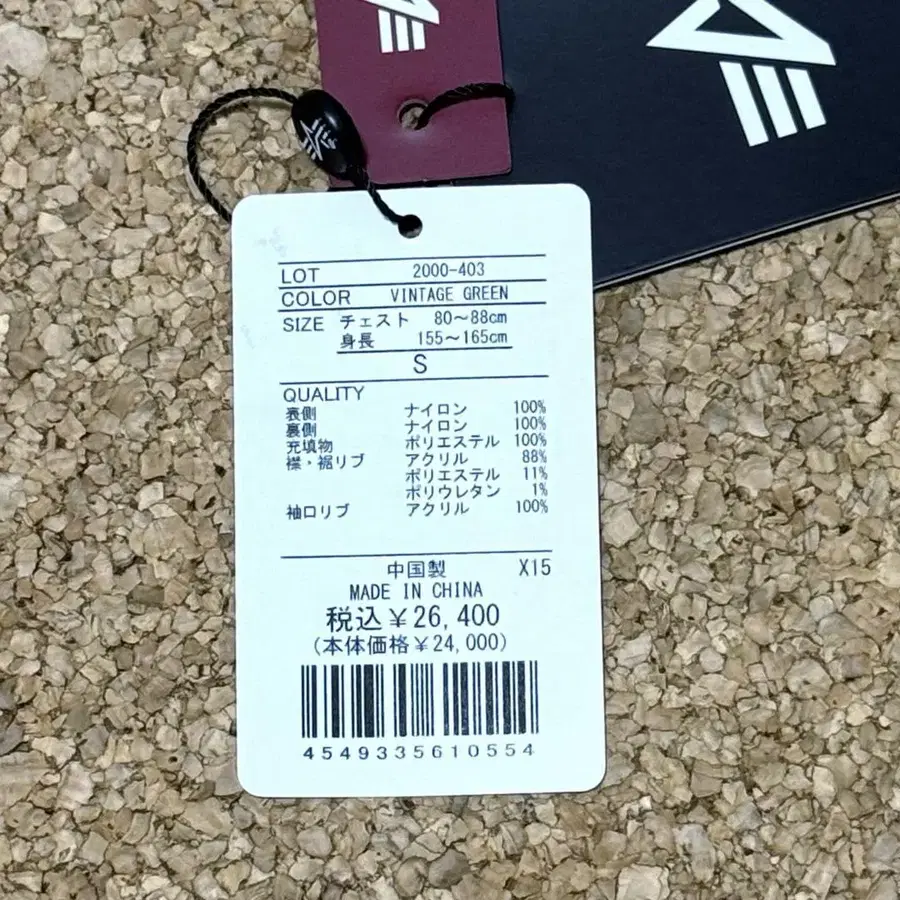 LOT 2000-403
COLOR VINTAGE GREEN
SIZE チェスト 80～88cm
身長 155～165cm
S
QUALITY
表側 ナイロン 100%
裏側 ナイロン 100%
充填物 ポリエステル 100%
襟・裾リブ アクリル 88%
ポリエステル 11%
ポリウレタン 1%
袖口リブ アクリル 100%
中国製 X15
MADE IN CHINA
税込¥26,400
(本体価格¥24,000)
4549335610554